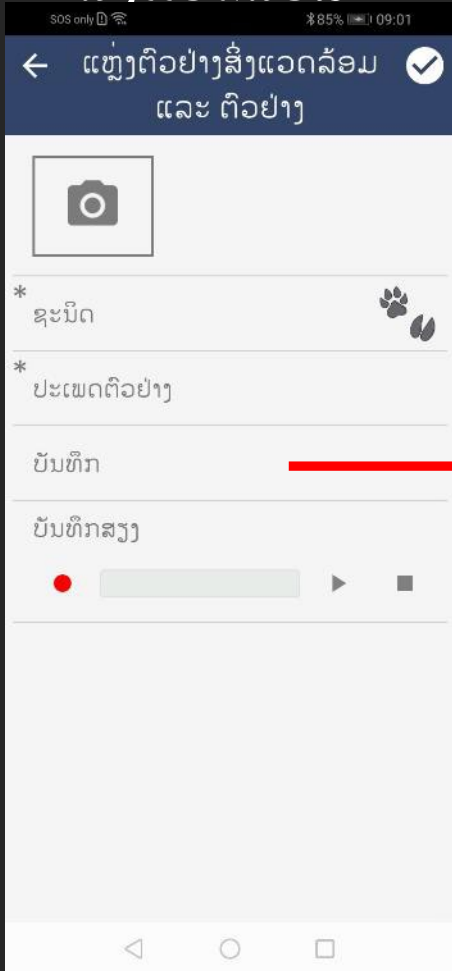 SOS only 85% 09:01
ແຫຼ່ງຕົວຢ່າງສິ່ງແວດລ້ອມ
ແລະ ຕົວຢ່າງ
*
ຊະນິດ
*
ປະເພດຕົວຢ່າງ
ບັນທຶກ
ບັນທຶກສຽງ